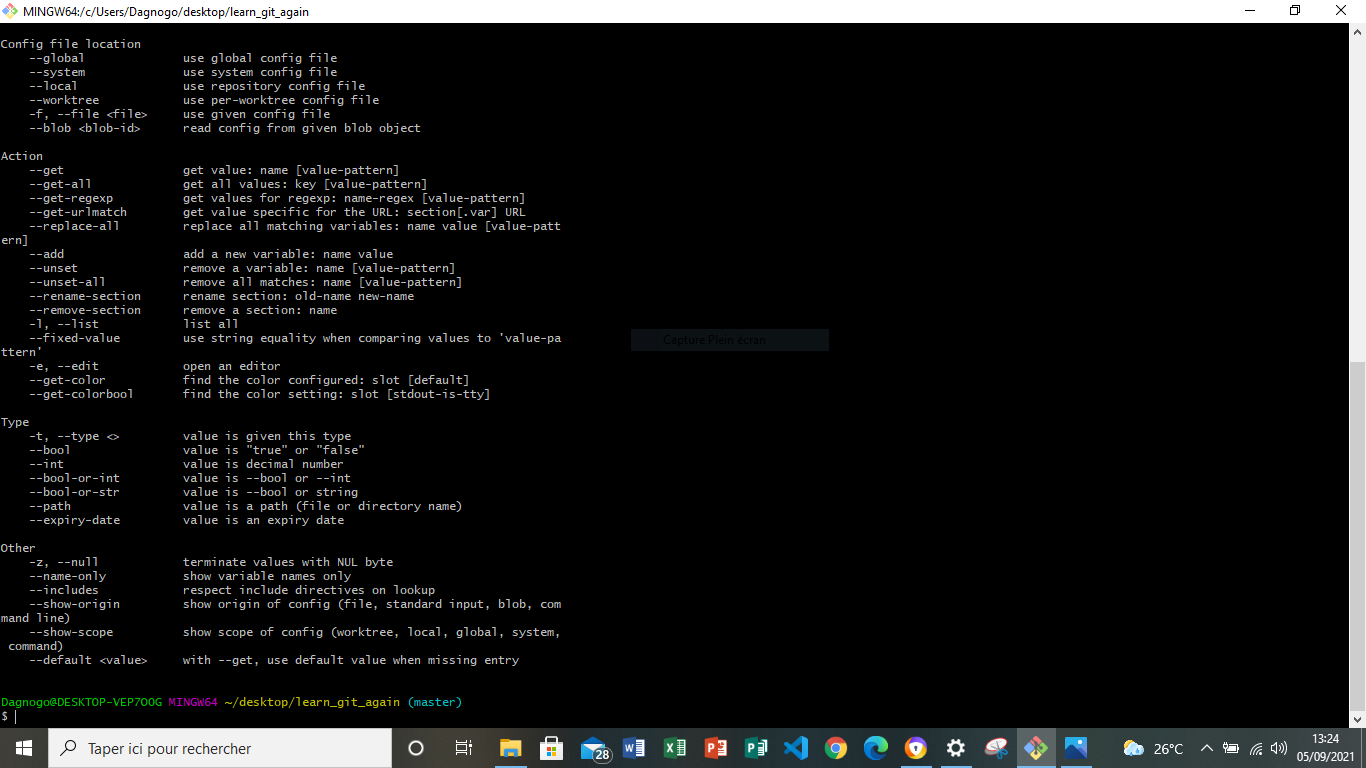 MINGW64:/c/Users/Dagnogo/desktop/learn_git_again
Config file location
--global use global config file
--system use system config file
--local use repository config file
--worktree use per-worktree config file
-f, --file <file> use given config file
--blob <blob-id> read config from given blob object
Action
--get get value: name [value-pattern]
--get-all get all values: key [value-pattern]
--get-regexp get values for regexp: name-regex [value-pattern]
--get-urlmatch get value specific for the URL: section[.var] URL
--replace-all replace all matching variables: name value [value-patt
ern]
--add add a new variable: name value
--unset remove a variable: name [value-pattern]
--unset-all remove all matches: name [value-pattern]
--rename-section rename section: old-name new-name
--remove-section remove a section: name
-l, --list list all
--fixed-value use string equality when comparing values to 'value-pa
Capture Plein écran
ttern'
-e, --edit open an editor
--get-color find the color configured: slot [default]
--get-colorbool find the color setting: slot [stdout-is-tty]
Type
-t, --type <> value is given this type
--bool value is "true" or "false"
--int value is decimal number
--bool-or-int value is --bool or --int
--bool-or-str value is --bool or string
--path value is a path (file or directory name)
--expiry-date value is an expiry date
Other
-z, --null terminate values with NUL byte
--name-only show variable names only
--includes respect include directives on lookup
--show-origin show origin of config (file, standard input, blob, com
mand line)
--show-scope show scope of config (worktree, local, global, system,
command)
--default <value> with --get, use default value when missing entry
Dagnogo@DESKTOP-VEP7OOG MINGW64 ~/desktop/learn_git_again (master)
$
Taper ici pour rechercher
28
26°C
13:24
05/09/2021